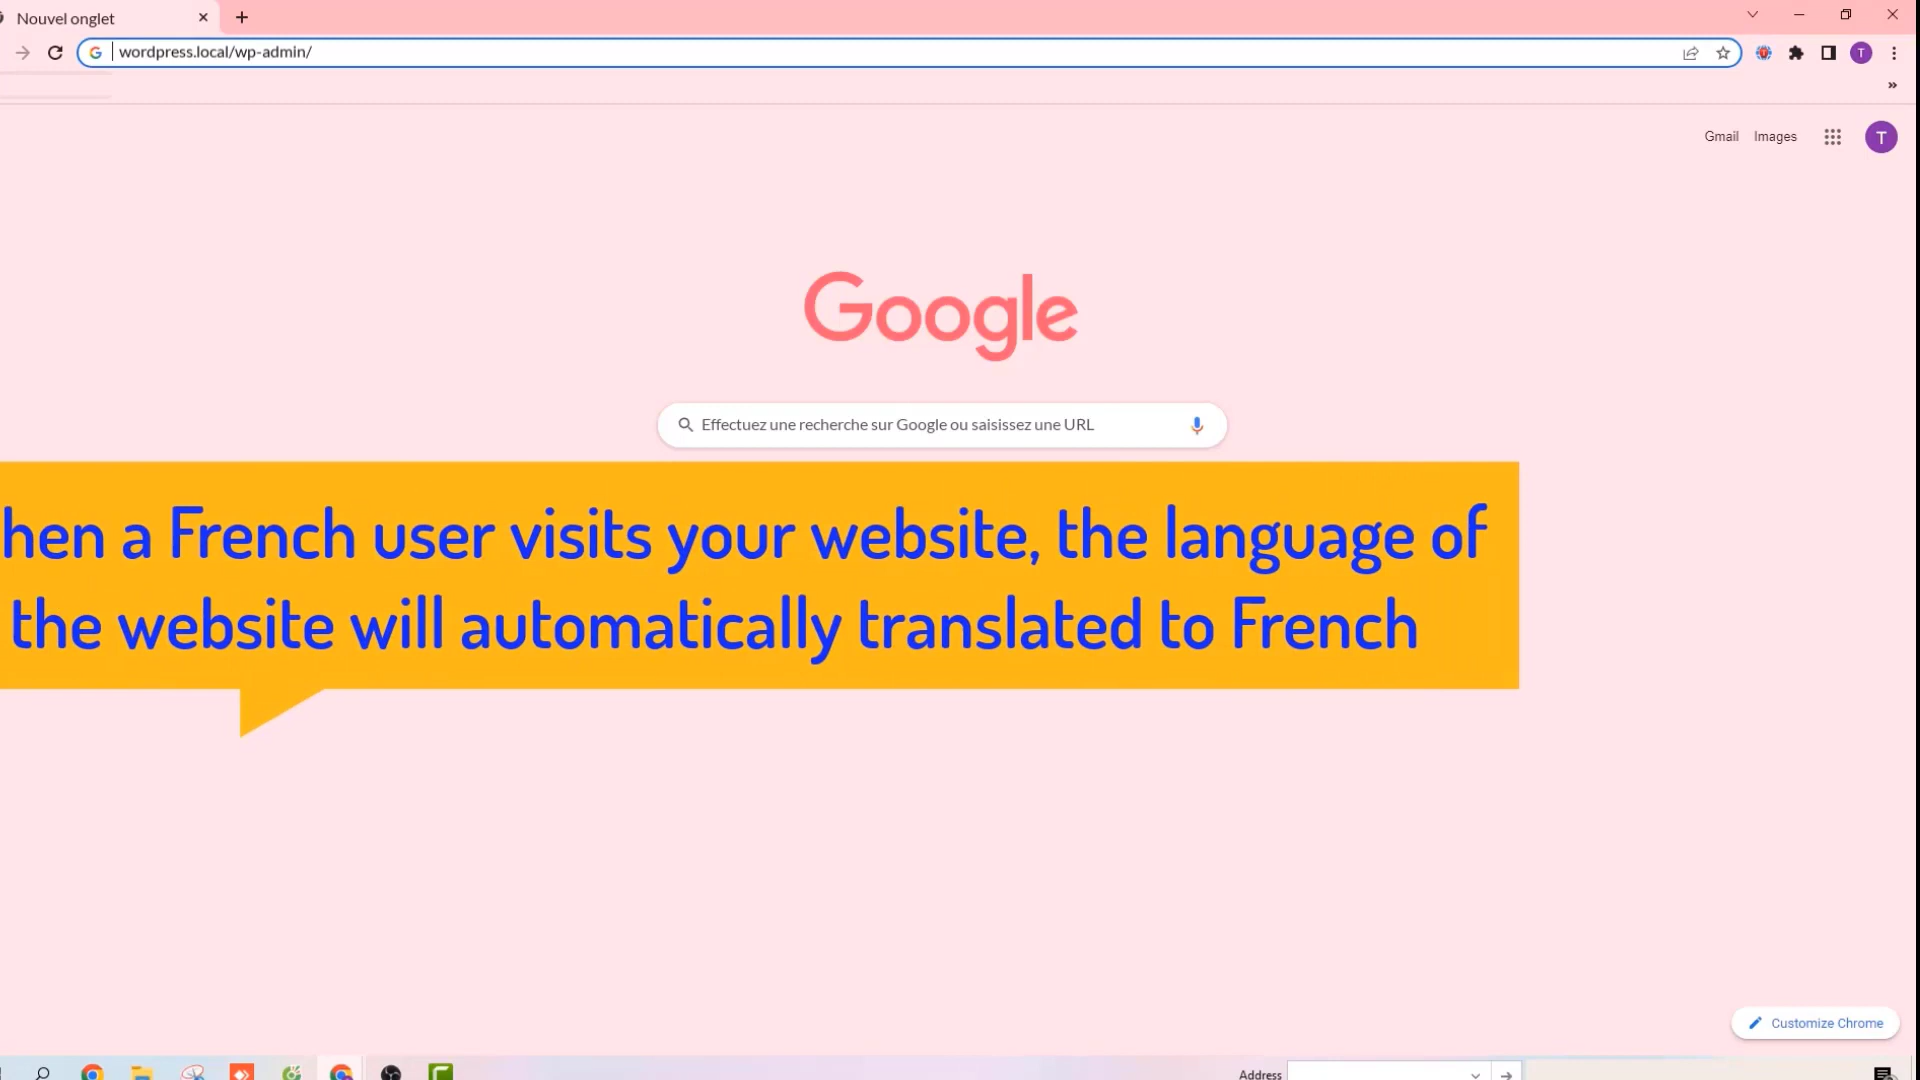 Nouvel onglet
wordpress.local/wp-admin/
Gmail Images
T
Google
Effectuez une recherche sur Google ou saisissez une URL
hen a French user visits your website, the language of
the website will automatically translated to French
Customize Chrome
Address